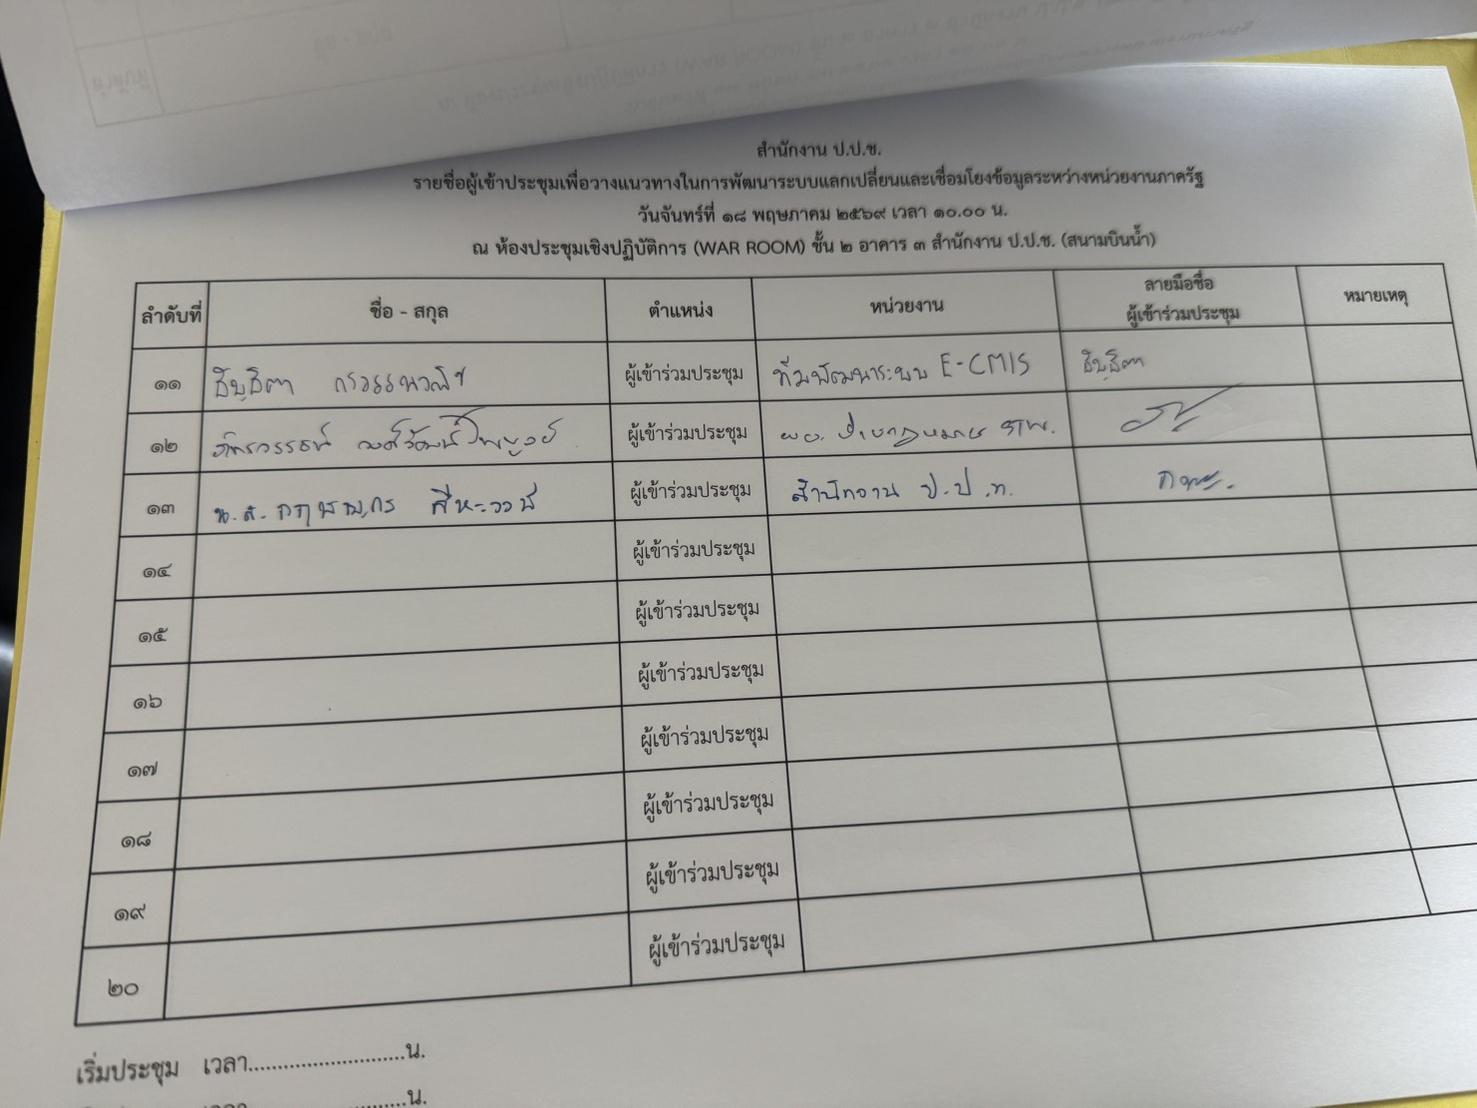 สำนักงาน ป.ป.ช.
รายชื่อผู้เข้าประชุมเพื่อวางแนวทางในการพัฒนาระบบแลกเปลี่ยนและเชื่อมโยงข้อมูลระหว่างหน่วยงานภาครัฐ
วันจันทร์ที่ ๑๘ พฤษภาคม ๒๕๖๙ เวลา ๑๐.๐๐ น.
ณ ห้องประชุมเชิงปฏิบัติการ (WAR ROOM) ชั้น ๒ อาคาร ๓ สำนักงาน ป.ป.ช. (สนามบินน้ำ)
ลำดับที่ ชื่อ - สกุล ตำแหน่ง หน่วยงาน ลายมือชื่อ ผู้เข้าร่วมประชุม หมายเหตุ
๑๑ ผู้เข้าร่วมประชุม ทีมพัฒนาระบบ E-CMIS
๑๒ ผู้เข้าร่วมประชุม
๑๓ น.ส. ผู้เข้าร่วมประชุม สำนักงาน ป.ป.ท.
๑๔ ผู้เข้าร่วมประชุม
๑๕ ผู้เข้าร่วมประชุม
๑๖ ผู้เข้าร่วมประชุม
๑๗ ผู้เข้าร่วมประชุม
๑๘ ผู้เข้าร่วมประชุม
๑๙ ผู้เข้าร่วมประชุม
๒๐ ผู้เข้าร่วมประชุม
เริ่มประชุม เวลา..........................น.
น.